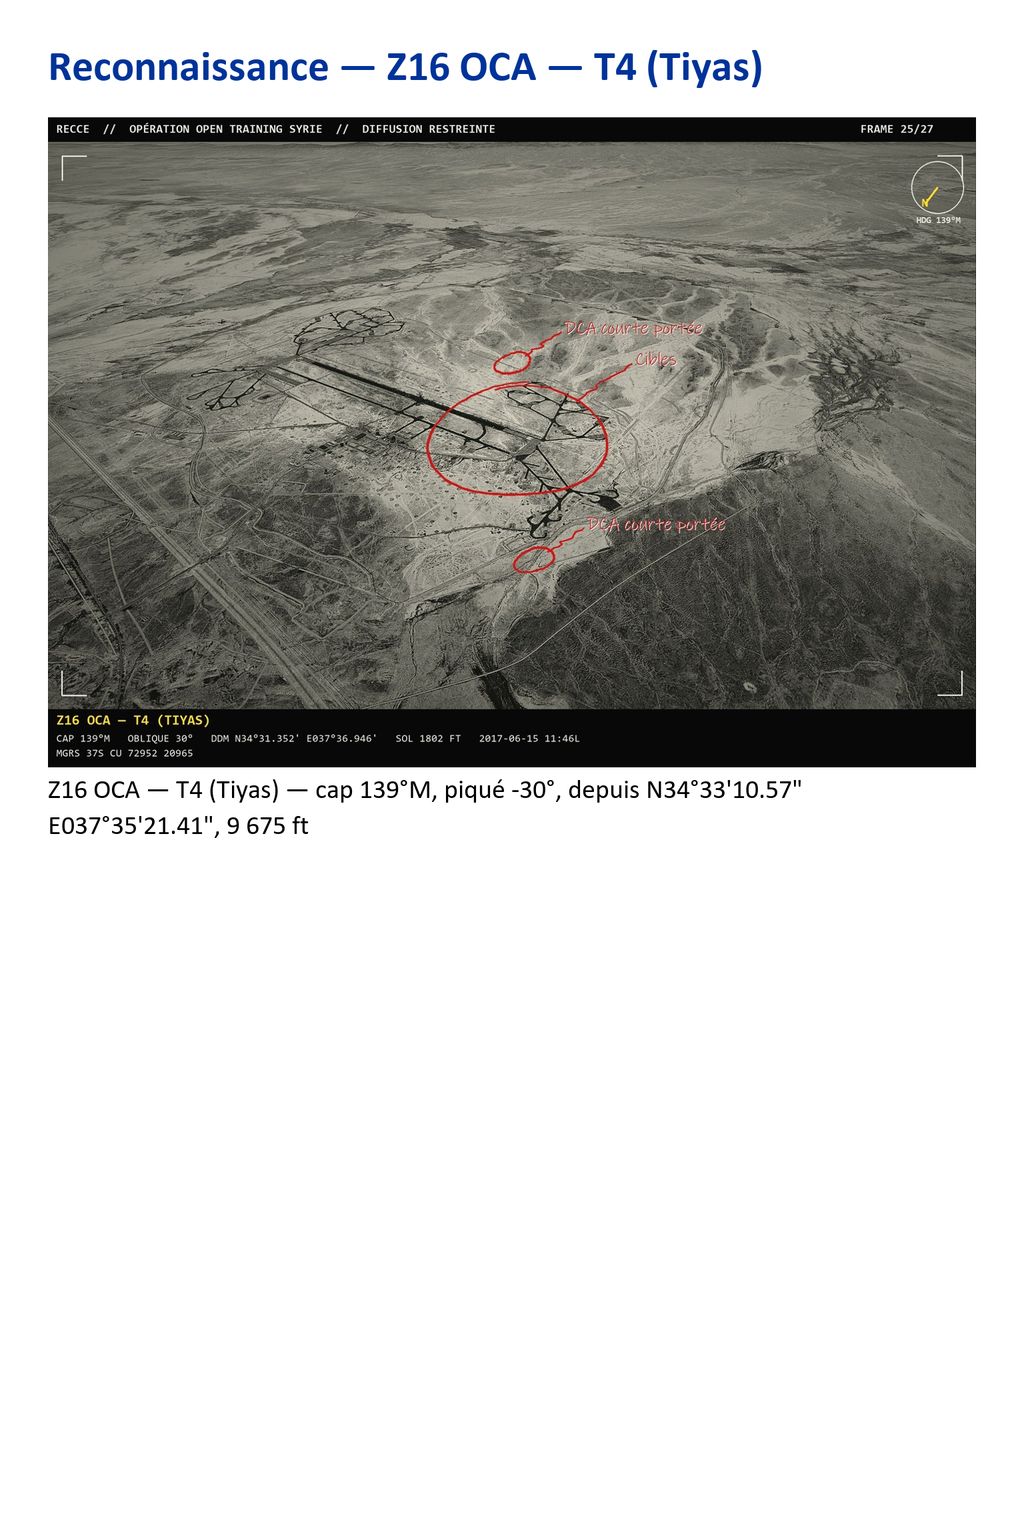 Reconnaissance — Z16 OCA — T4 (Tiyas)
RECCE // OPÉRATION OPEN TRAINING SYRIE // DIFFUSION RESTREINTE FRAME 25/27
N
HDG 139°M
DCA courte portée
Cibles
DCA courte portée
Z16 OCA — T4 (TIYAS)
CAP 139°M OBLIQUE 30° DDM N34°31.352' E037°36.946' SOL 1802 FT 2017-06-15 11:46L
MGRS 37S CU 72952 20965
Z16 OCA — T4 (Tiyas) — cap 139°M, piqué -30°, depuis N34°33'10.57"
E037°35'21.41", 9 675 ft